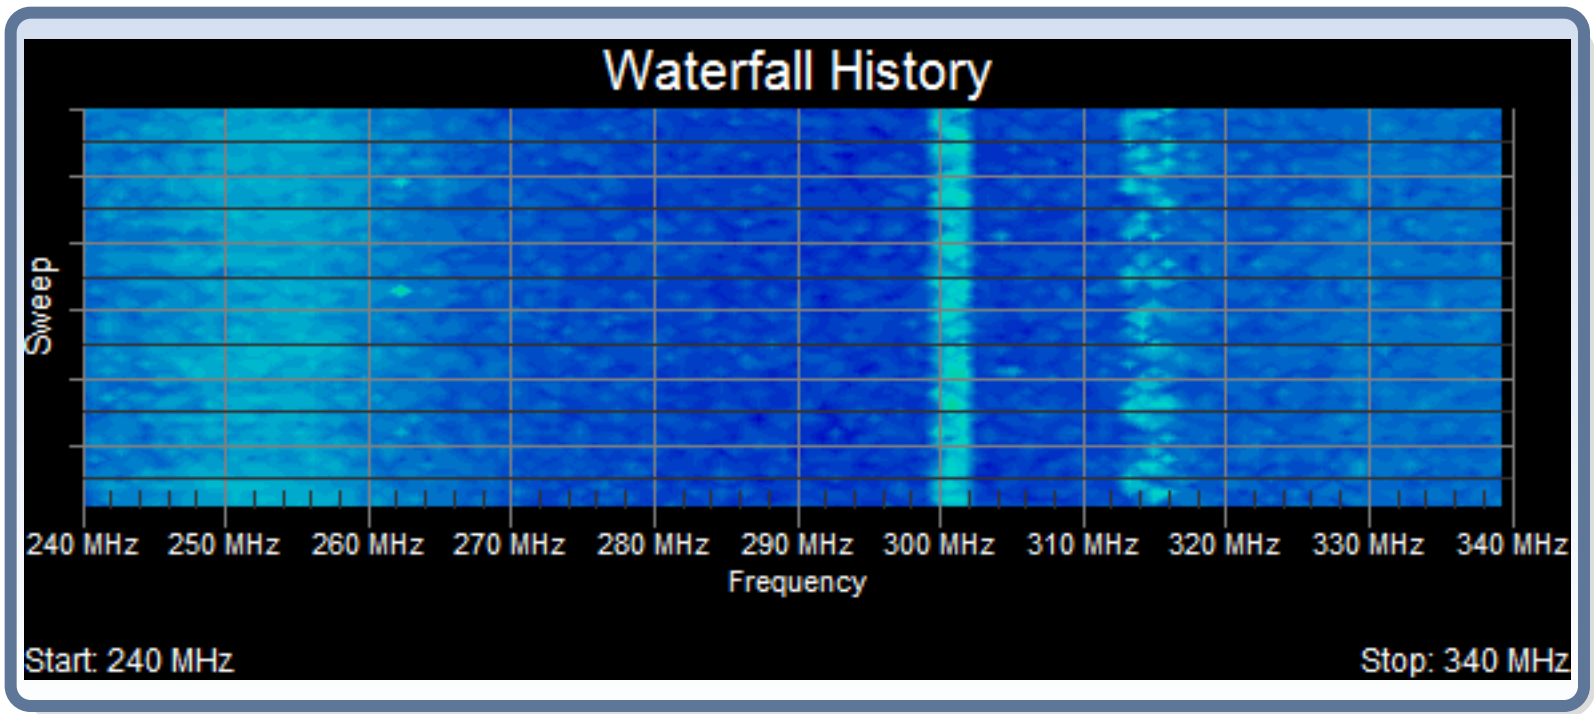 Waterfall History
Sweep
240 MHz 250 MHz 260 MHz 270 MHz 280 MHz 290 MHz 300 MHz 310 MHz 320 MHz 330 MHz 340 MHz
Frequency
Start: 240 MHz Stop: 340 MHz